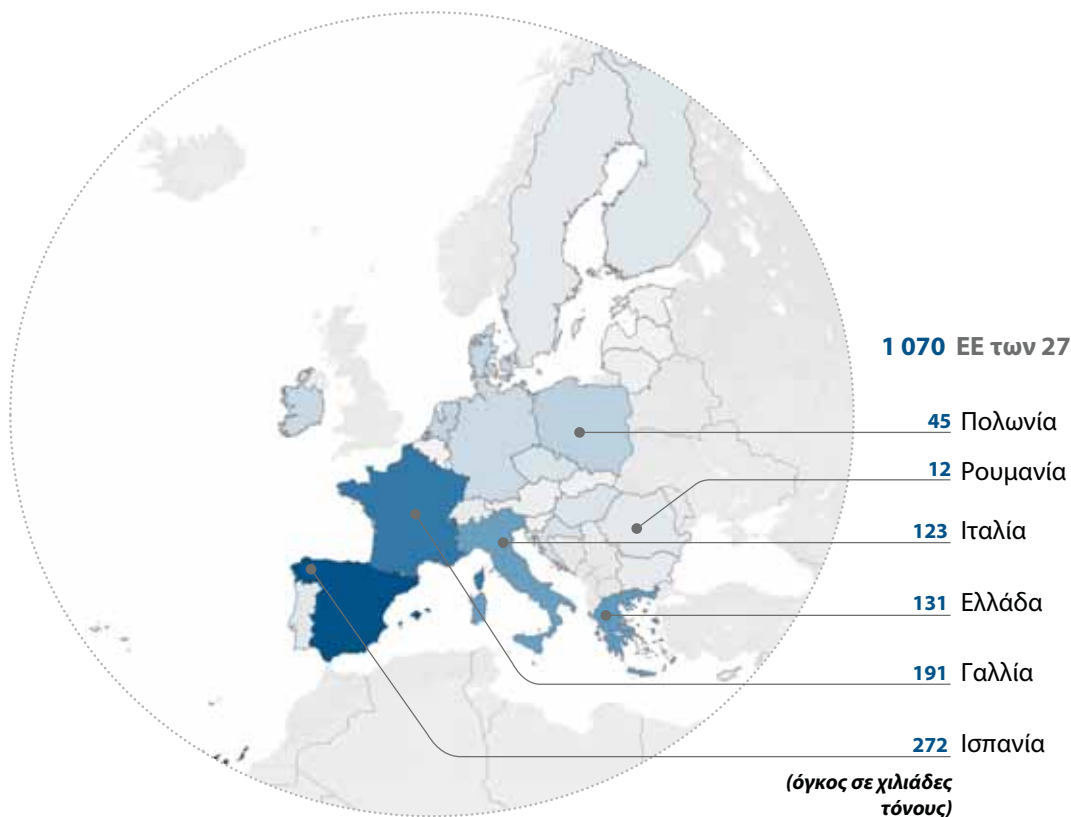 1 070 ΕΕ των 27
45 Πολωνία
12 Ρουμανία
123 Ιταλία
131 Ελλάδα
191 Γαλλία
272 Ισπανία
(όγκος σε χιλιάδες
τόνους)